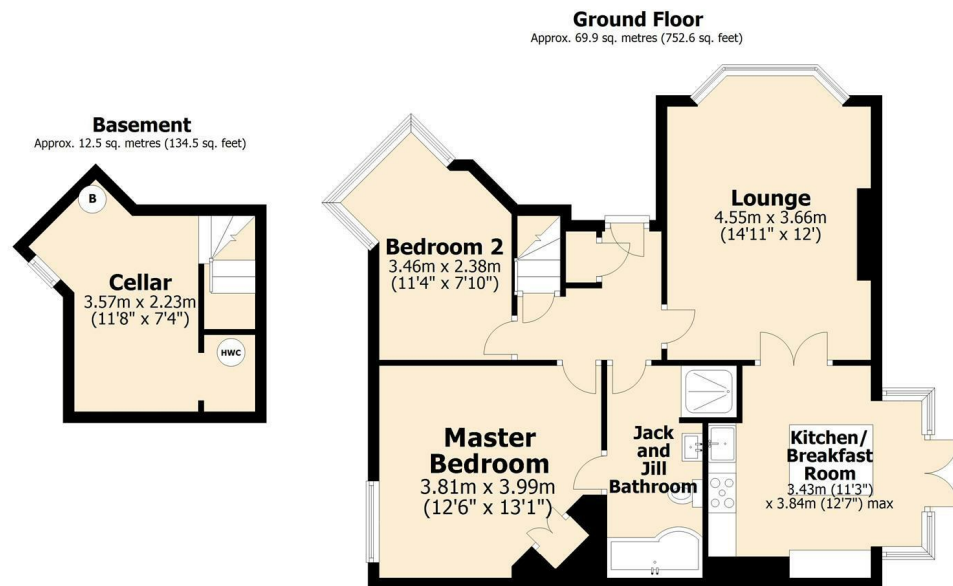 Ground Floor
Approx. 69.9 sq. metres (752.6 sq. feet)
Basement
Approx. 12.5 sq. metres (134.5 sq. feet)
B
Cellar
3.57m x 2.23m
(11'8" x 7'4")
HWC
Bedroom 2
3.46m x 2.38m
(11'4" x 7'10")
Lounge
4.55m x 3.66m
(14'11" x 12')
Master
Bedroom
3.81m x 3.99m
(12'6" x 13'1")
Jack
and
Jill
Bathroom
Kitchen/
Breakfast
Room
3.43m (11'3")
x 3.84m (12'7") max